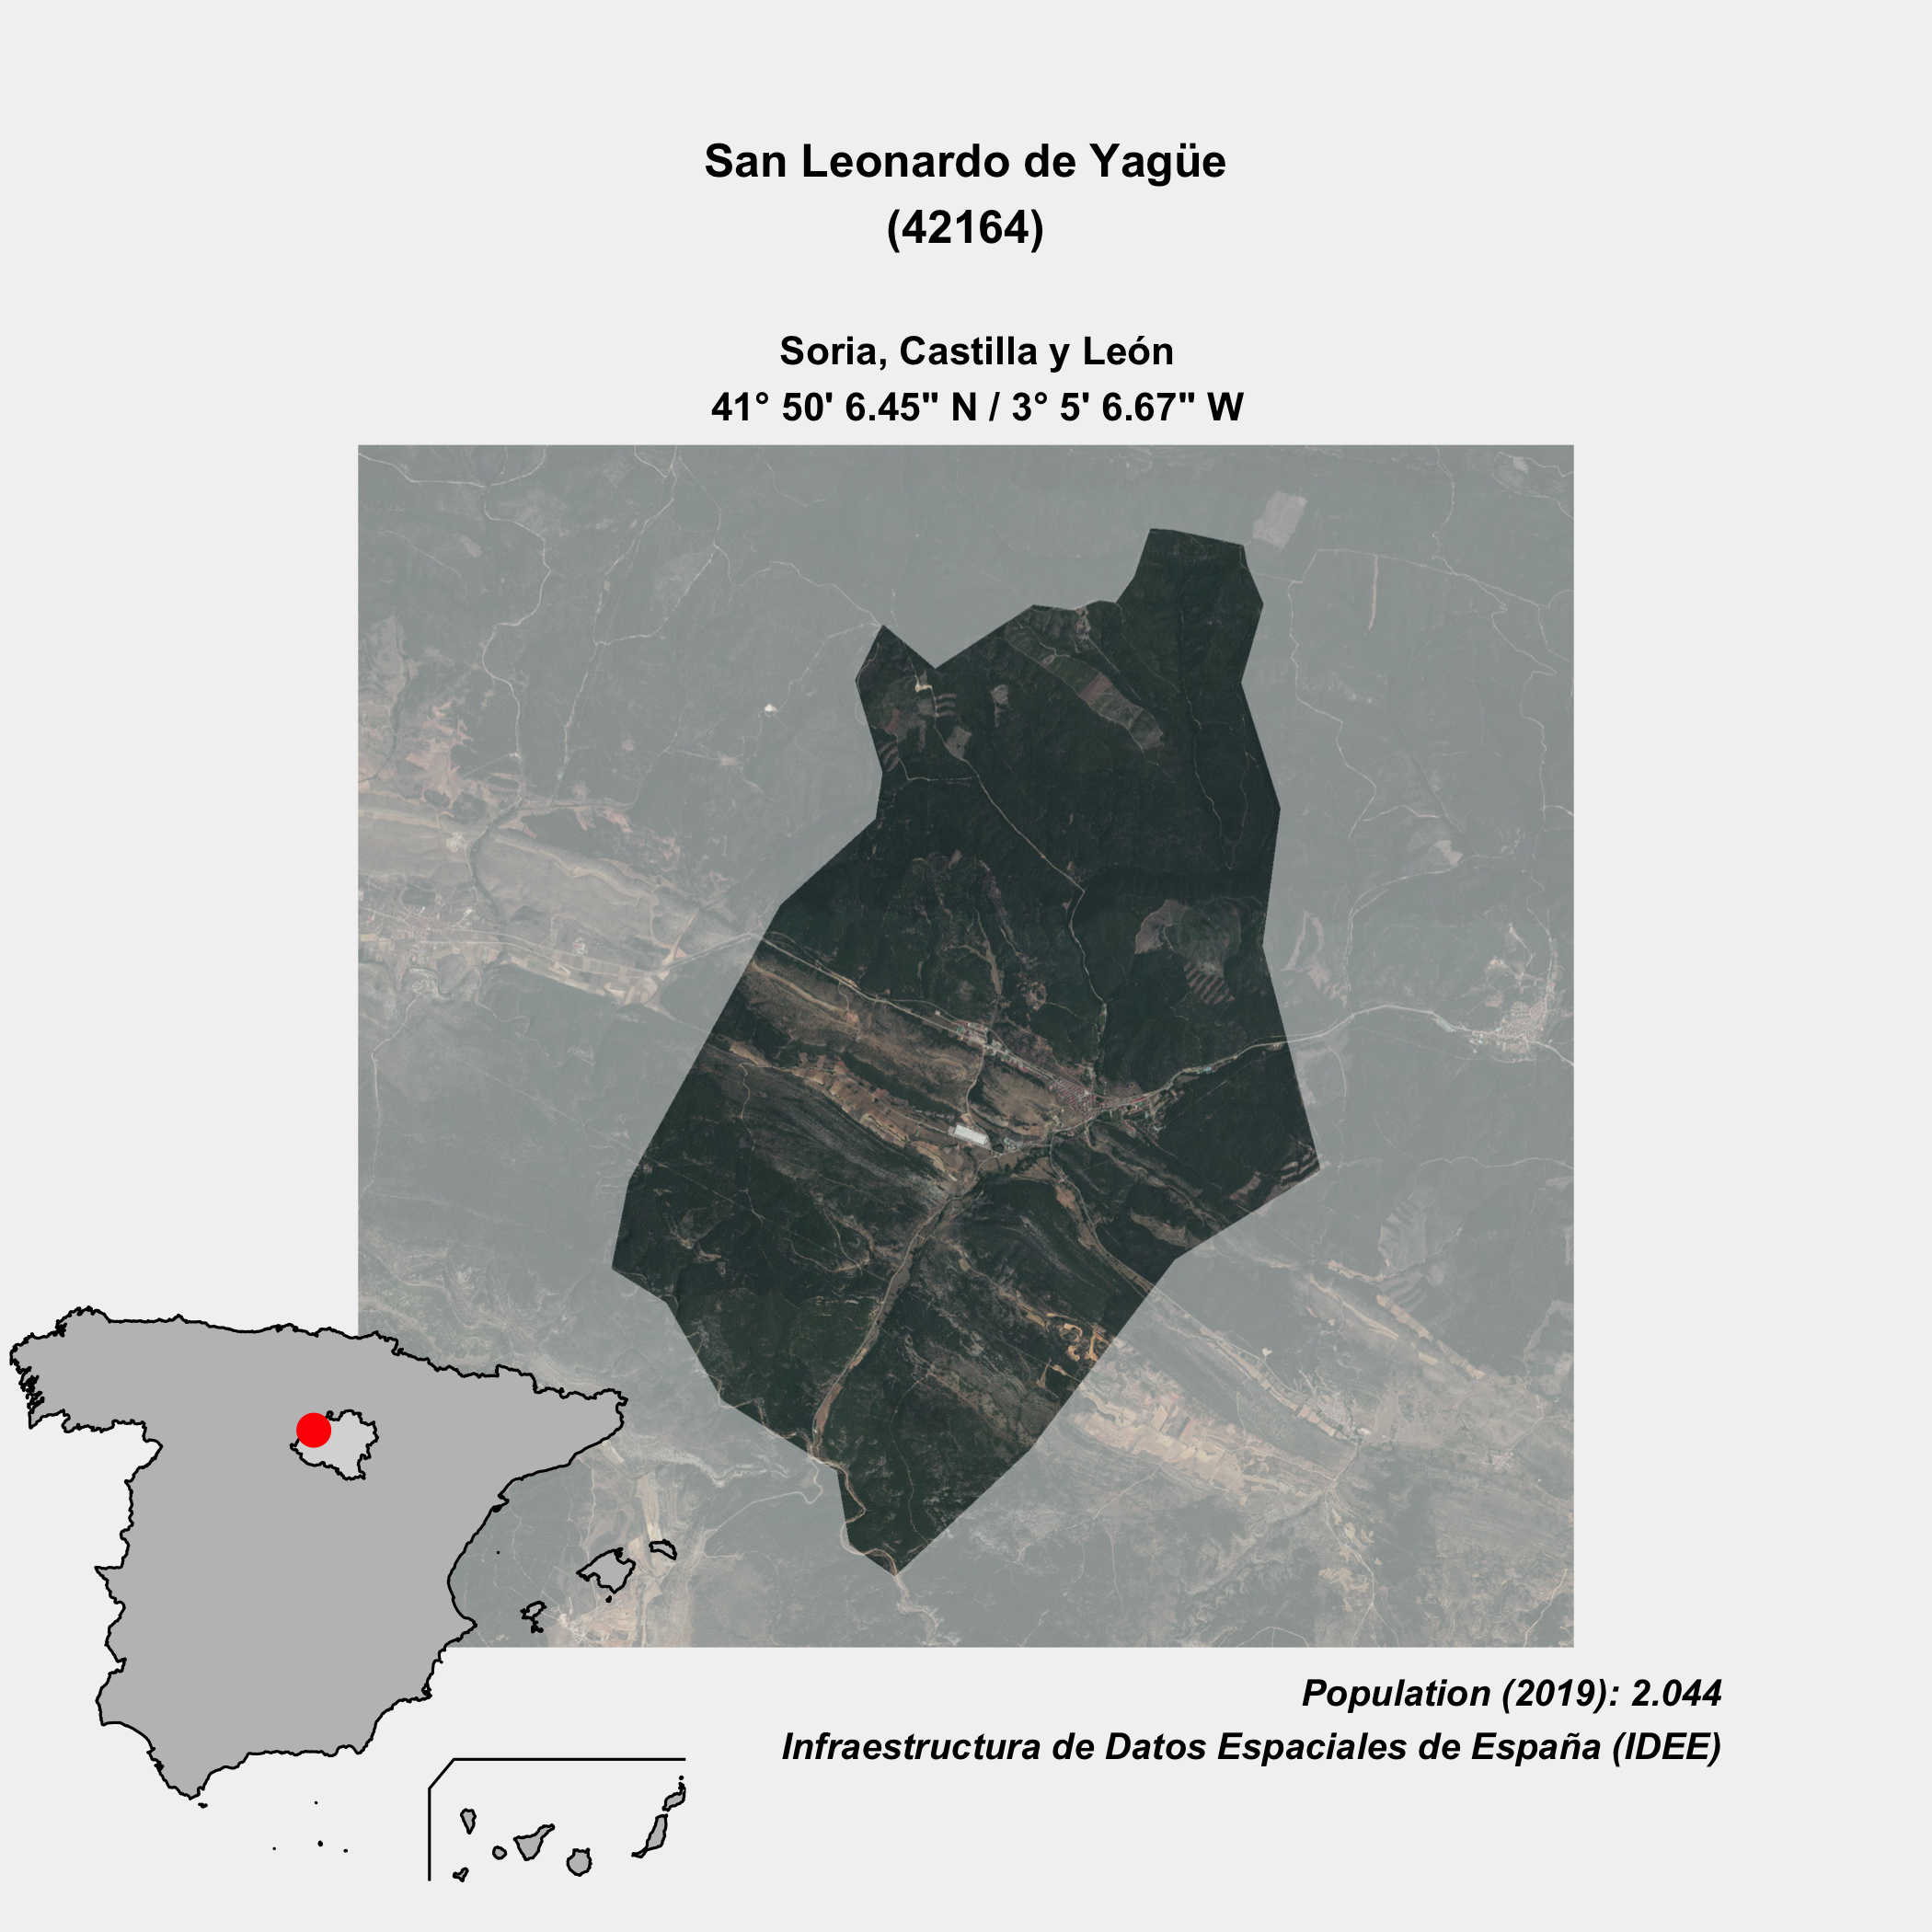 San Leonardo de Yagüe
(42164)
Soria, Castilla y León
41° 50' 6.45" N / 3° 5' 6.67" W
Population (2019): 2.044
Infraestructura de Datos Espaciales de España (IDEE)